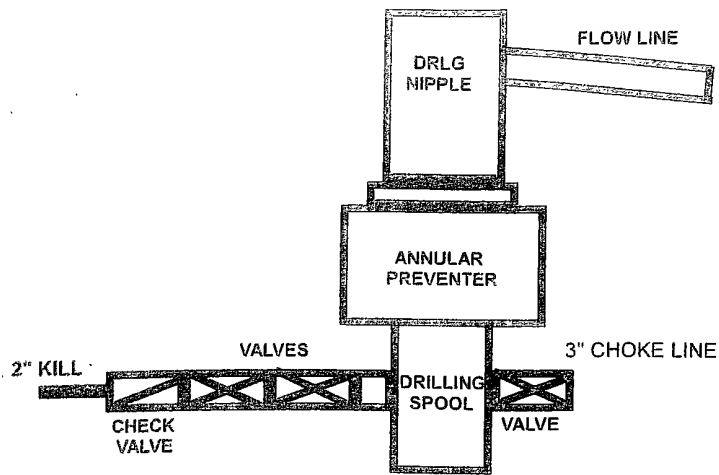 FLOW LINE
DRLG
NIPPLE
ANNULAR
PREVENTER
VALVES
3" CHOKE LINE
2" KILL
DRILLING
SPOOL
CHECK
VALVE
VALVE